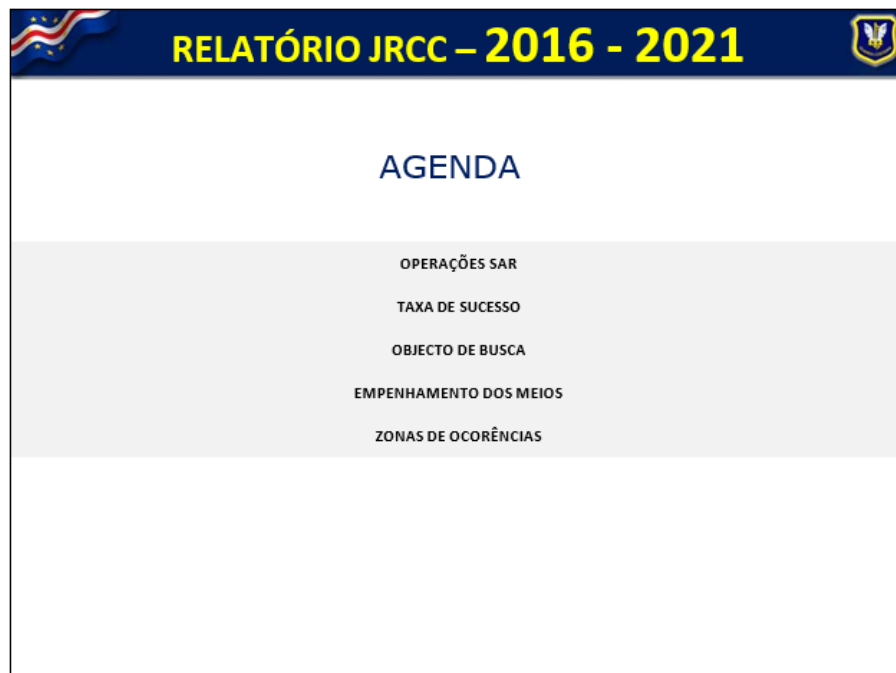 RELATÓRIO JRCC – 2016 - 2021
AGENDA
OPERAÇÕES SAR
TAXA DE SUCESSO
OBJECTO DE BUSCA
EMPENHAMENTO DOS MEIOS
ZONAS DE OCORÊNCIAS